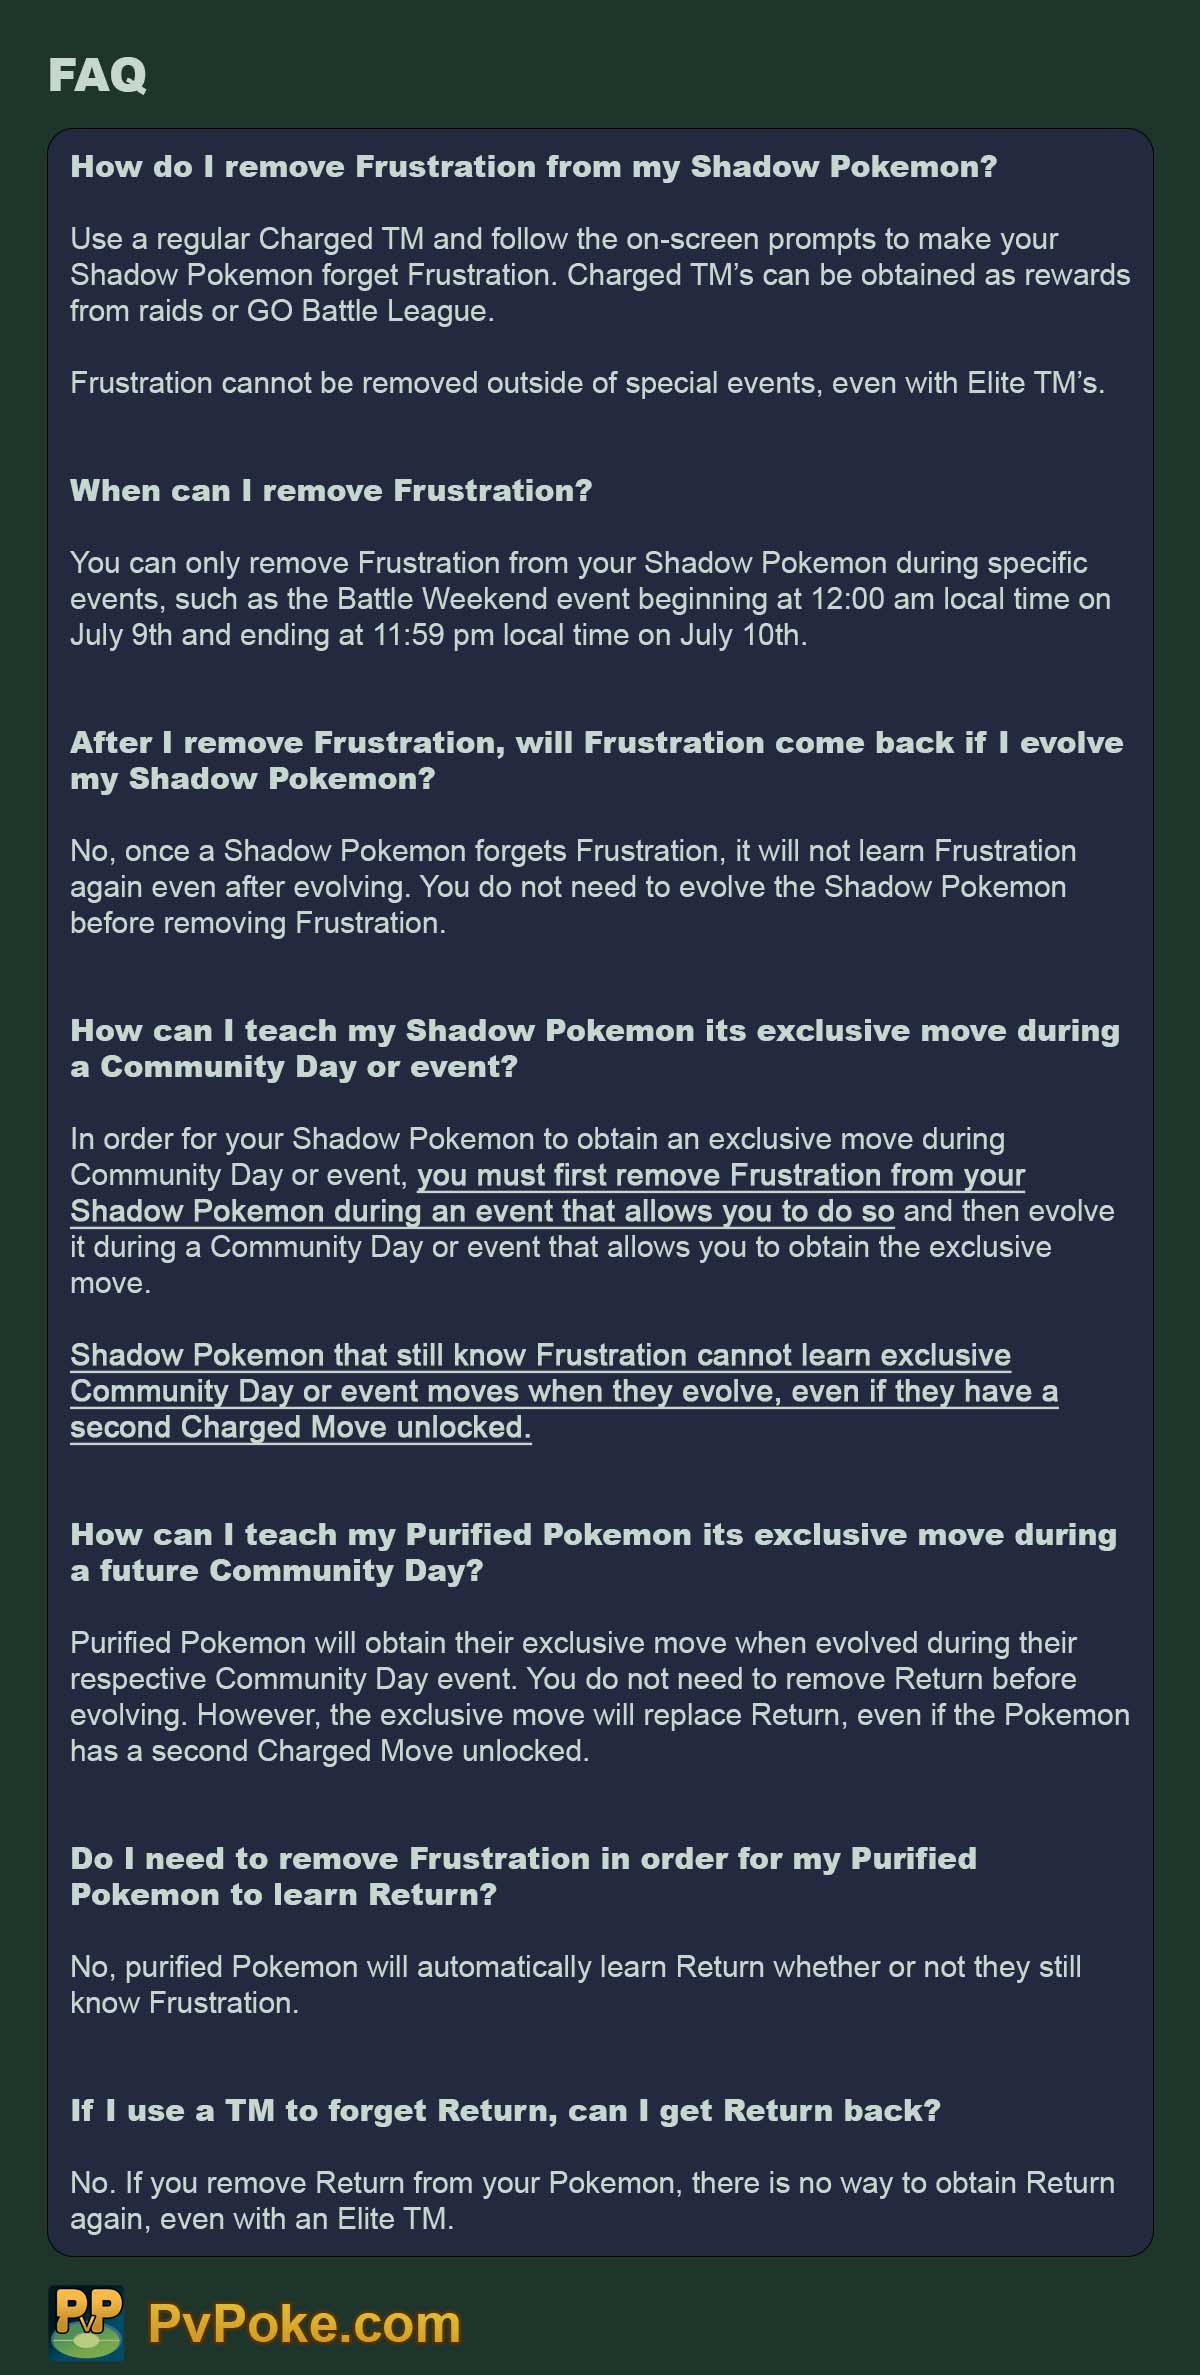 FAQ
How do I remove Frustration from my Shadow Pokemon?
Use a regular Charged TM and follow the on-screen prompts to make your
Shadow Pokemon forget Frustration. Charged TM’s can be obtained as rewards
from raids or GO Battle League.
Frustration cannot be removed outside of special events, even with Elite TM’s.
When can I remove Frustration?
You can only remove Frustration from your Shadow Pokemon during specific
events, such as the Battle Weekend event beginning at 12:00 am local time on
July 9th and ending at 11:59 pm local time on July 10th.
After I remove Frustration, will Frustration come back if I evolve
my Shadow Pokemon?
No, once a Shadow Pokemon forgets Frustration, it will not learn Frustration
again even after evolving. You do not need to evolve the Shadow Pokemon
before removing Frustration.
How can I teach my Shadow Pokemon its exclusive move during
a Community Day or event?
In order for your Shadow Pokemon to obtain an exclusive move during
Community Day or event, you must first remove Frustration from your
Shadow Pokemon during an event that allows you to do so and then evolve
it during a Community Day or event that allows you to obtain the exclusive
move.
Shadow Pokemon that still know Frustration cannot learn exclusive
Community Day or event moves when they evolve, even if they have a
second Charged Move unlocked.
How can I teach my Purified Pokemon its exclusive move during
a future Community Day?
Purified Pokemon will obtain their exclusive move when evolved during their
respective Community Day event. You do not need to remove Return before
evolving. However, the exclusive move will replace Return, even if the Pokemon
has a second Charged Move unlocked.
Do I need to remove Frustration in order for my Purified
Pokemon to learn Return?
No, purified Pokemon will automatically learn Return whether or not they still
know Frustration.
If I use a TM to forget Return, can I get Return back?
No. If you remove Return from your Pokemon, there is no way to obtain Return
again, even with an Elite TM.
PvP
PvPoke.com